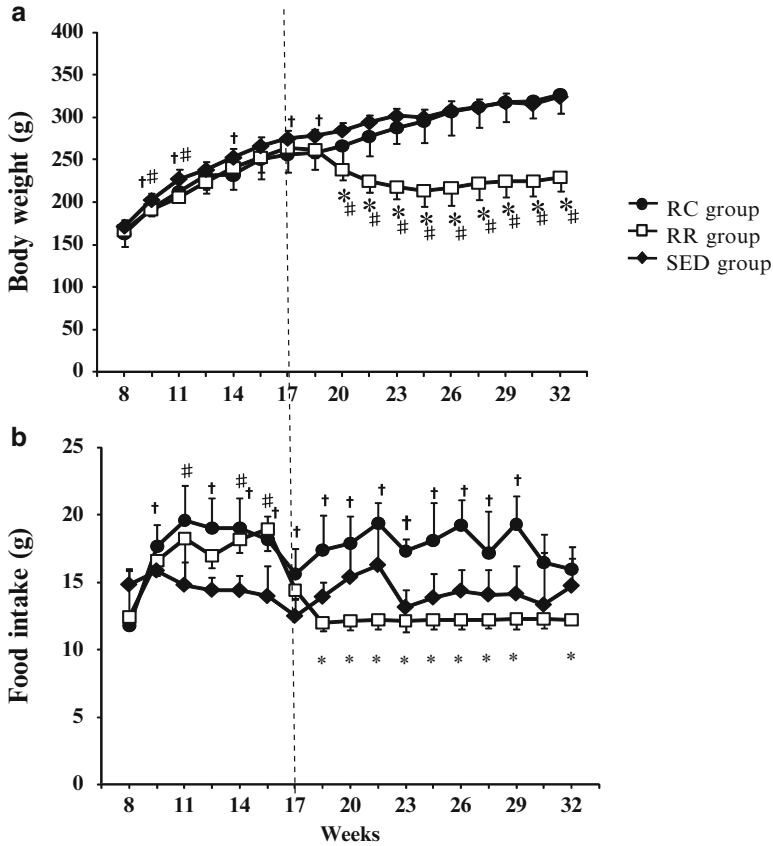 a
400
350
300
250
200
150
100
50
0
Body weight (g)
† ♯ † ♯ † † †
* * * * * * * * *
♯ ♯ ♯ ♯ ♯ ♯ ♯ ♯ ♯
8 11 14 17 20 23 26 29 32
RC group
RR group
SED group
b
25
20
15
10
5
0
Food intake (g)
† ♯ † ♯ † ♯ † † † † † † † † † †
* * * * * * * * *
8 11 14 17 20 23 26 29 32
Weeks